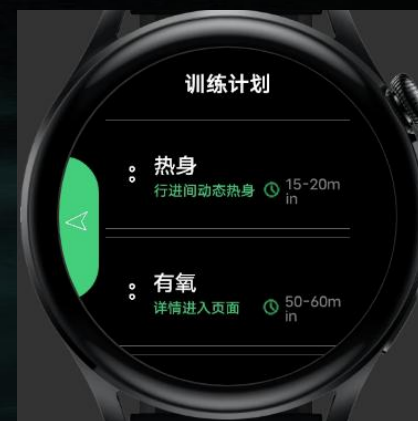 训练计划
热身
行进间动态热身 15-20m
in
有氧
详情进入页面 50-60m
in